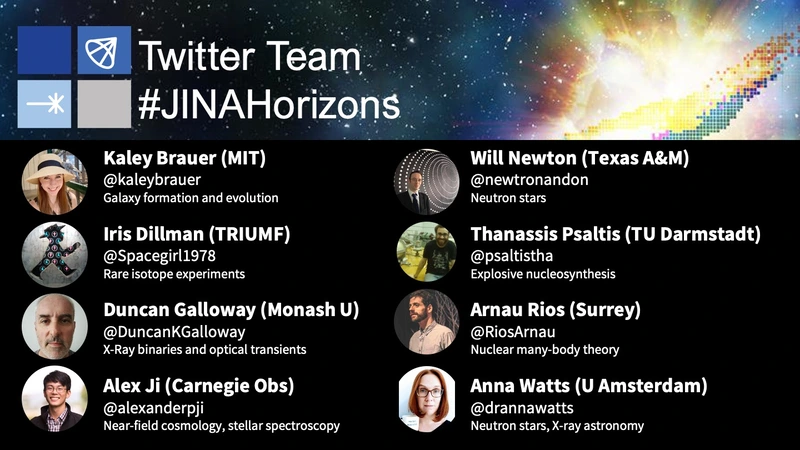 Twitter Team
#JINAHorizons
Kaley Brauer (MIT)
@kaleybrauer
Galaxy formation and evolution
Iris Dillman (TRIUMF)
@Spacegirl1978
Rare isotope experiments
Duncan Galloway (Monash U)
@DuncanKGalloway
X-Ray binaries and optical transients
Alex Ji (Carnegie Obs)
@alexanderpji
Near-field cosmology, stellar spectroscopy
Will Newton (Texas A&M)
@newtronandon
Neutron stars
Thanassis Psaltis (TU Darmstadt)
@psaltistha
Explosive nucleosynthesis
Arnau Rios (Surrey)
@RiosArnau
Nuclear many-body theory
Anna Watts (U Amsterdam)
@drannawatts
Neutron stars, X-ray astronomy